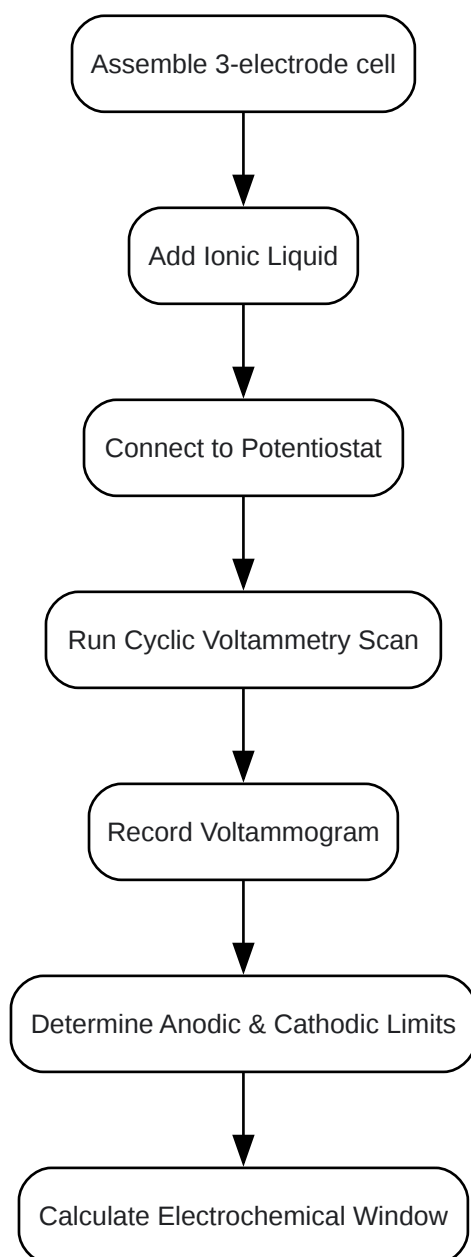 Assemble 3-electrode cell
Add Ionic Liquid
Connect to Potentiostat
Run Cyclic Voltammetry Scan
Record Voltammogram
Determine Anodic & Cathodic Limits
Calculate Electrochemical Window